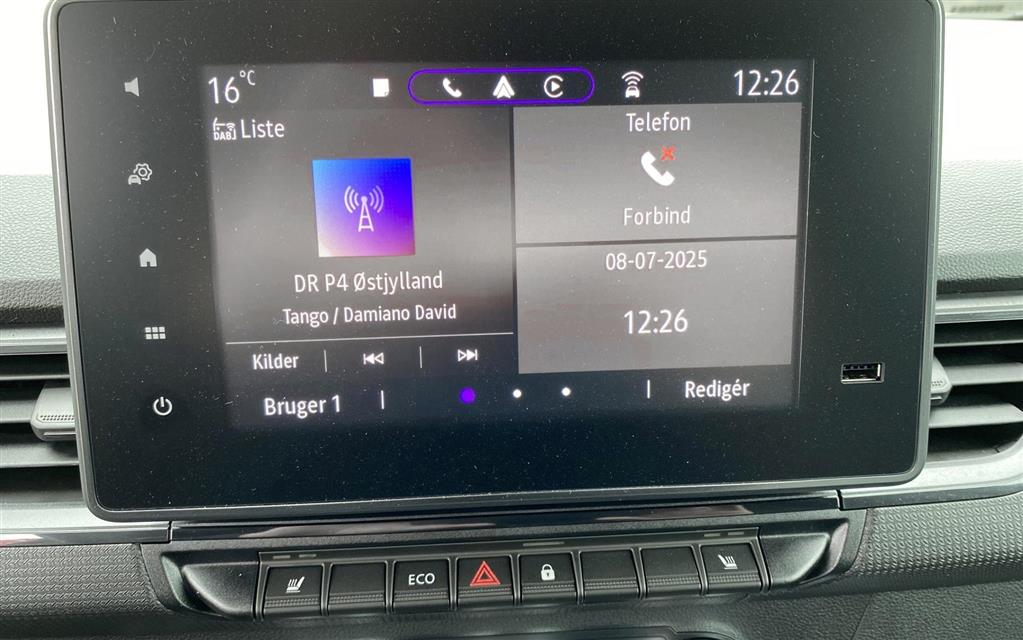 16°C
12:26
DAB Liste
DR P4 Østjylland
Tango / Damiano David
Kilder
Telefon
Forbind
08-07-2025
12:26
Bruger 1
Redigér
ECO